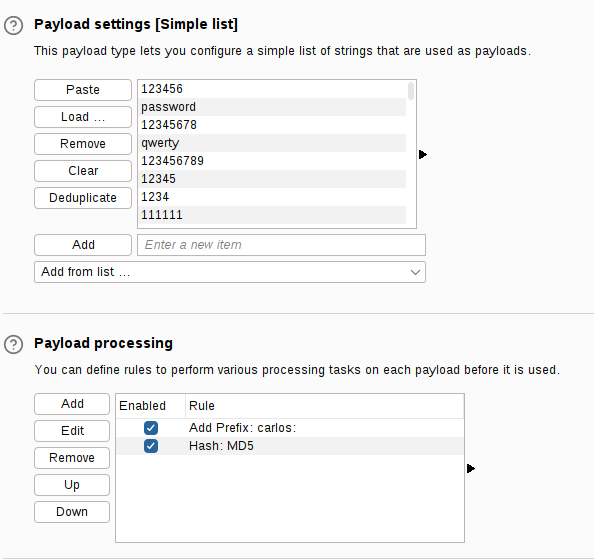 ? Payload settings [Simple list]
This payload type lets you configure a simple list of strings that are used as payloads.
Paste
Load ...
Remove
Clear
Deduplicate
123456
password
12345678
qwerty
123456789
12345
1234
111111
Add
Enter a new item
Add from list ...
? Payload processing
You can define rules to perform various processing tasks on each payload before it is used.
Add
Edit
Remove
Up
Down
Enabled Rule
Add Prefix: carlos:
Hash: MD5